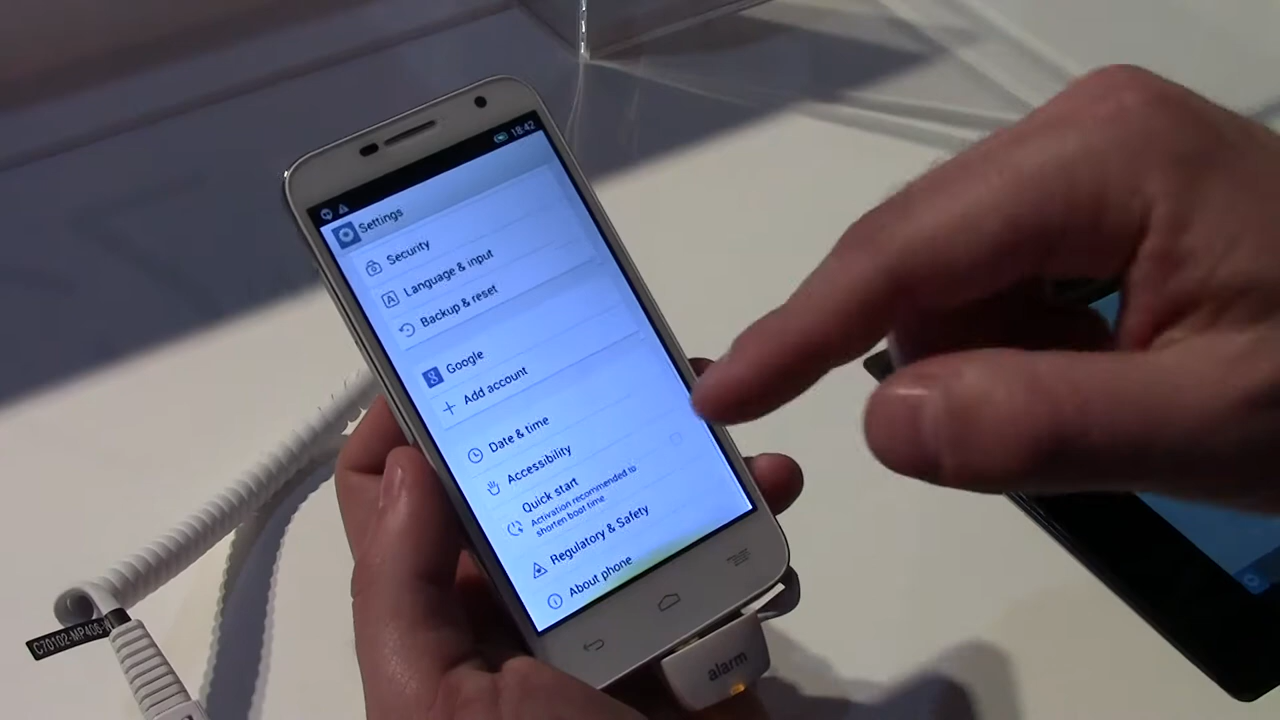 18:42
Settings
Security
Language & input
Backup & reset
Google
Add account
Date & time
Accessibility
Quick start
Activation recommended to
shorten boot time
Regulatory & Safety
About phone
alarm